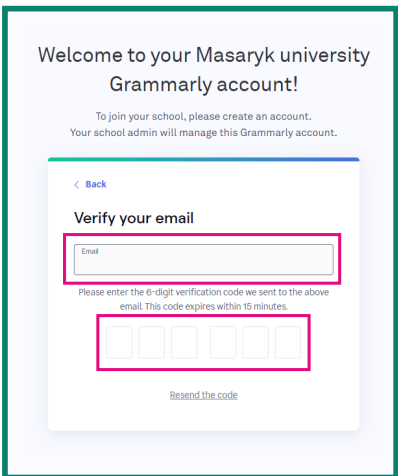 Welcome to your Masaryk university
Grammarly account!
To join your school, please create an account.
Your school admin will manage this Grammarly account.
< Back
Verify your email
Email
Please enter the 6-digit verification code we sent to the above
email. This code expires within 15 minutes.
Resend the code